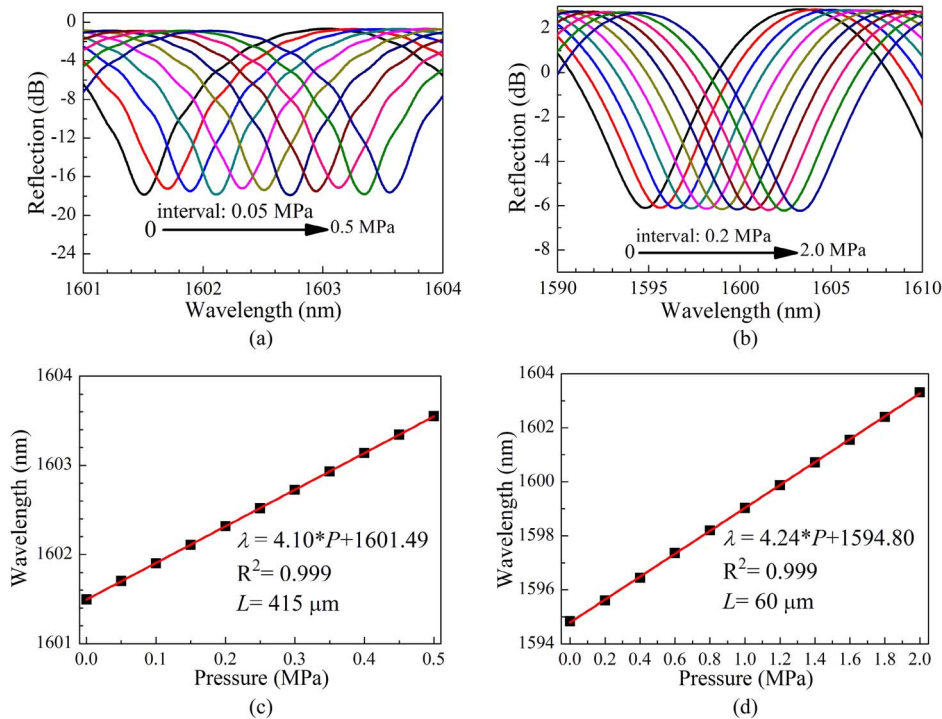 0
-4
-8
-12
-16
-20
-24
Reflection (dB)
interval: 0.05 MPa
0
0.5 MPa
1601
1602
1603
1604
Wavelength (nm)
(a)
2
0
-2
-4
-6
-8
Reflection (dB)
interval: 0.2 MPa
0
2.0 MPa
1590
1595
1600
1605
1610
Wavelength (nm)
(b)
1604
1603
1602
1601
Wavelength (nm)
λ = 4.10*P+1601.49
R²= 0.999
L= 415 μm
0.0
0.1
0.2
0.3
0.4
0.5
Pressure (MPa)
(c)
1604
1602
1600
1598
1596
1594
Wavelength (nm)
λ = 4.24*P+1594.80
R²= 0.999
L= 60 μm
0.0
0.2
0.4
0.6
0.8
1.0
1.2
1.4
1.6
1.8
2.0
Pressure (MPa)
(d)